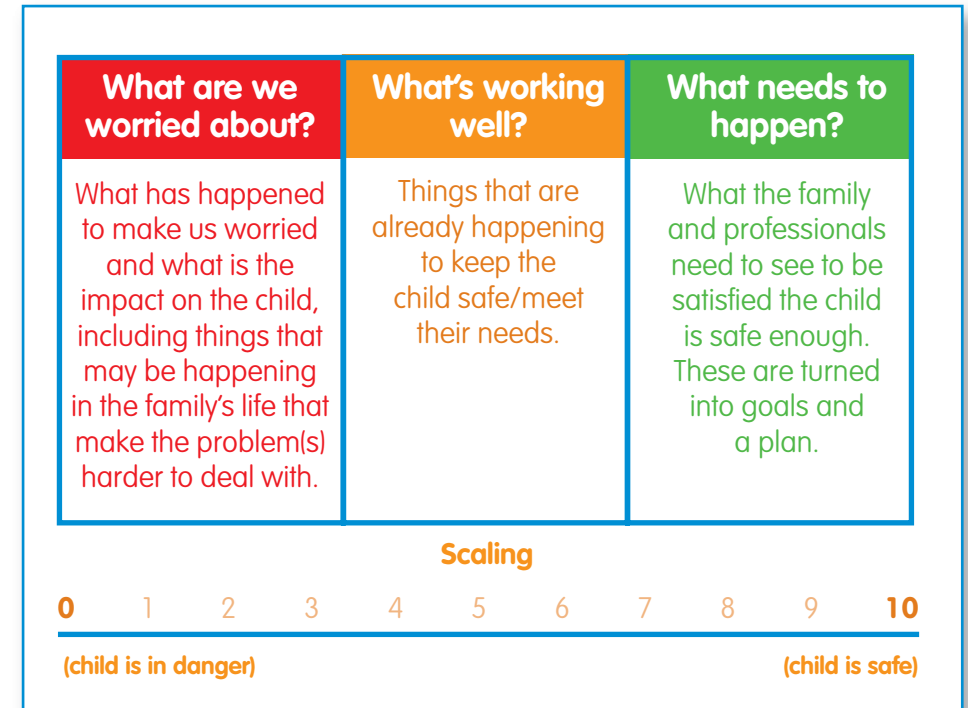 What are we
worried about?
What has happened
to make us worried
and what is the
impact on the child,
including things that
may be happening
in the family's life that
make the problem(s)
harder to deal with.
What's working
well?
Things that are
already happening
to keep the
child safe/meet
their needs.
What needs to
happen?
What the family
and professionals
need to see to be
satisfied the child
is safe enough.
These are turned
into goals and
a plan.
Scaling
0 1 2 3 4 5 6 7 8 9 10
(child is in danger) (child is safe)